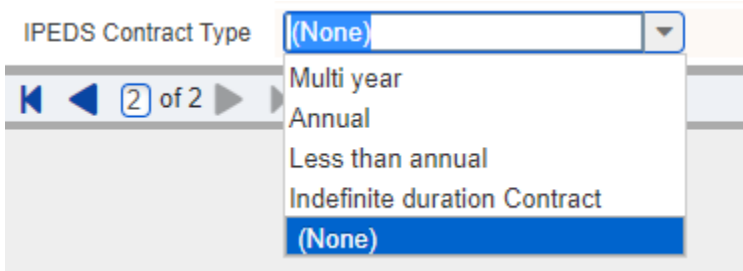 IPEDS Contract Type (None)
Multi year
2 of 2
Annual
Less than annual
Indefinite duration Contract
(None)